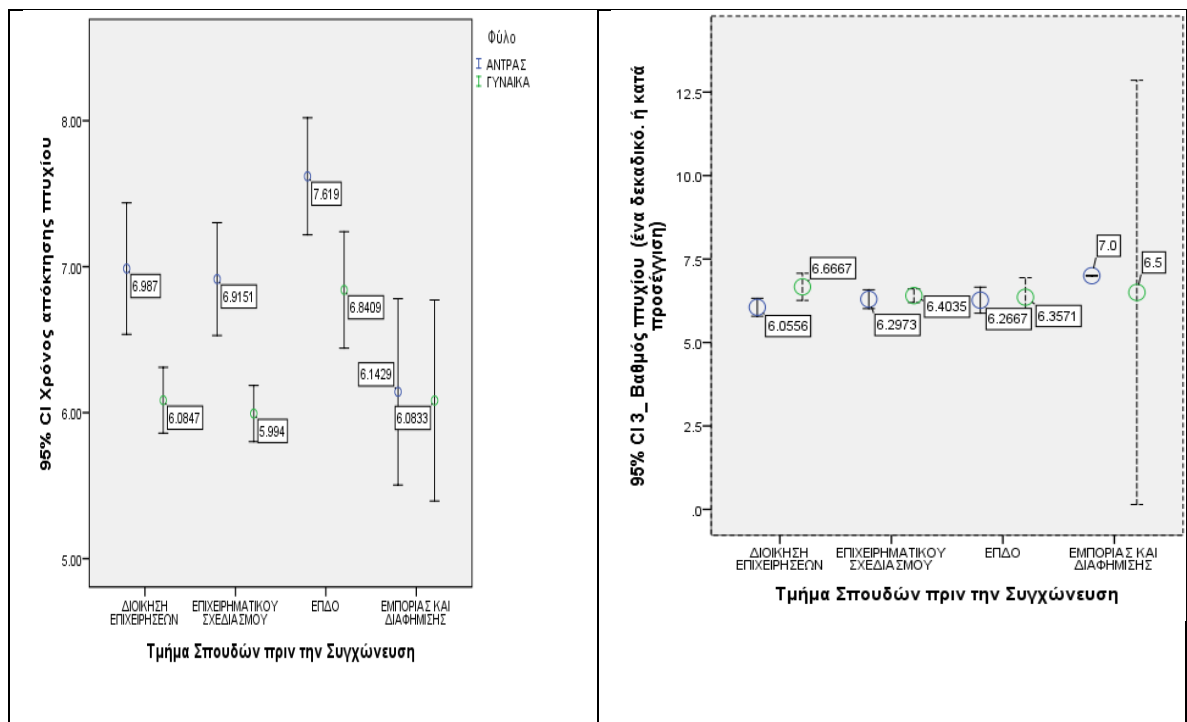 Φύλο
ΑΝΤΡΑΣ
ΓΥΝΑΙΚΑ
95% CI Χρόνος απόκτησης πτυχίου
8.00
7.00
6.00
5.00
6.987
6.0847
6.9151
5.994
7.619
6.8409
6.1429
6.0833
ΔΙΟΙΚΗΣΗ
ΕΠΙΧΕΙΡΗΣΕΩΝ
ΕΠΙΧΕΙΡΗΜΑΤΙΚΟΥ
ΣΧΕΔΙΑΣΜΟΥ
ΕΠΔΟ
ΕΜΠΟΡΙΑΣ ΚΑΙ
ΔΙΑΦΗΜΙΣΗΣ
Τμήμα Σπουδών πριν την Συγχώνευση
95% CI 3_ Βαθμός πτυχίου (ένα δεκαδικό. ή κατά
προσέγγιση)
12.5
10.0
7.5
5.0
2.5
.0
6.0556
6.6667
6.2973
6.4035
6.2667
6.3571
7.0
6.5
ΔΙΟΙΚΗΣΗ
ΕΠΙΧΕΙΡΗΣΕΩΝ
ΕΠΙΧΕΙΡΗΜΑΤΙΚΟΥ
ΣΧΕΔΙΑΣΜΟΥ
ΕΠΔΟ
ΕΜΠΟΡΙΑΣ ΚΑΙ
ΔΙΑΦΗΜΙΣΗΣ
Τμήμα Σπουδών πριν την Συγχώνευση